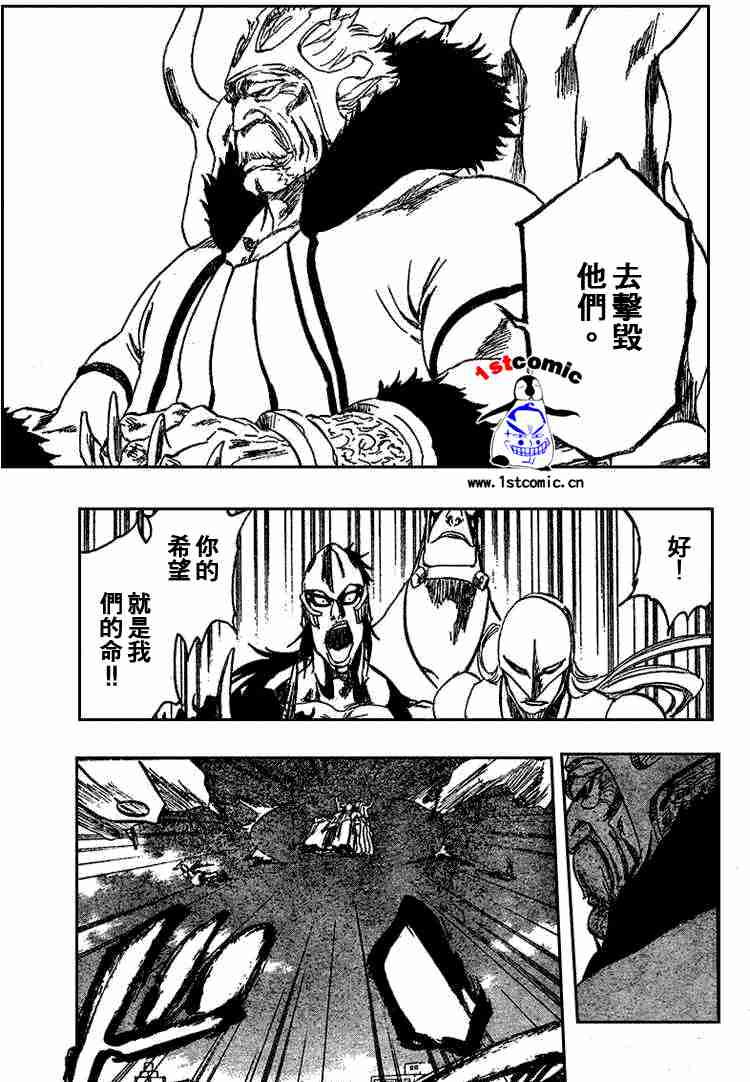 去擊毀
他們。
1stcomic
www.1stcomic.cn
好！
你的
希望
就是我
們的命!!